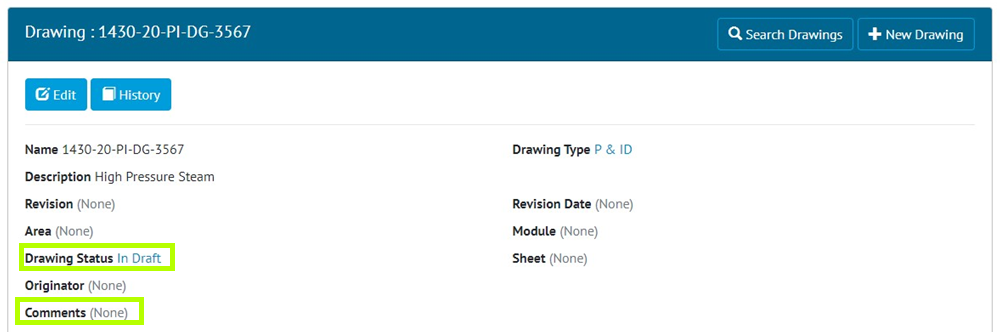 Drawing : 1430-20-PI-DG-3567
Search Drawings
New Drawing
Edit
History
Name 1430-20-PI-DG-3567
Drawing Type P & ID
Description High Pressure Steam
Revision (None)
Revision Date (None)
Area (None)
Module (None)
Drawing Status In Draft
Sheet (None)
Originator (None)
Comments (None)